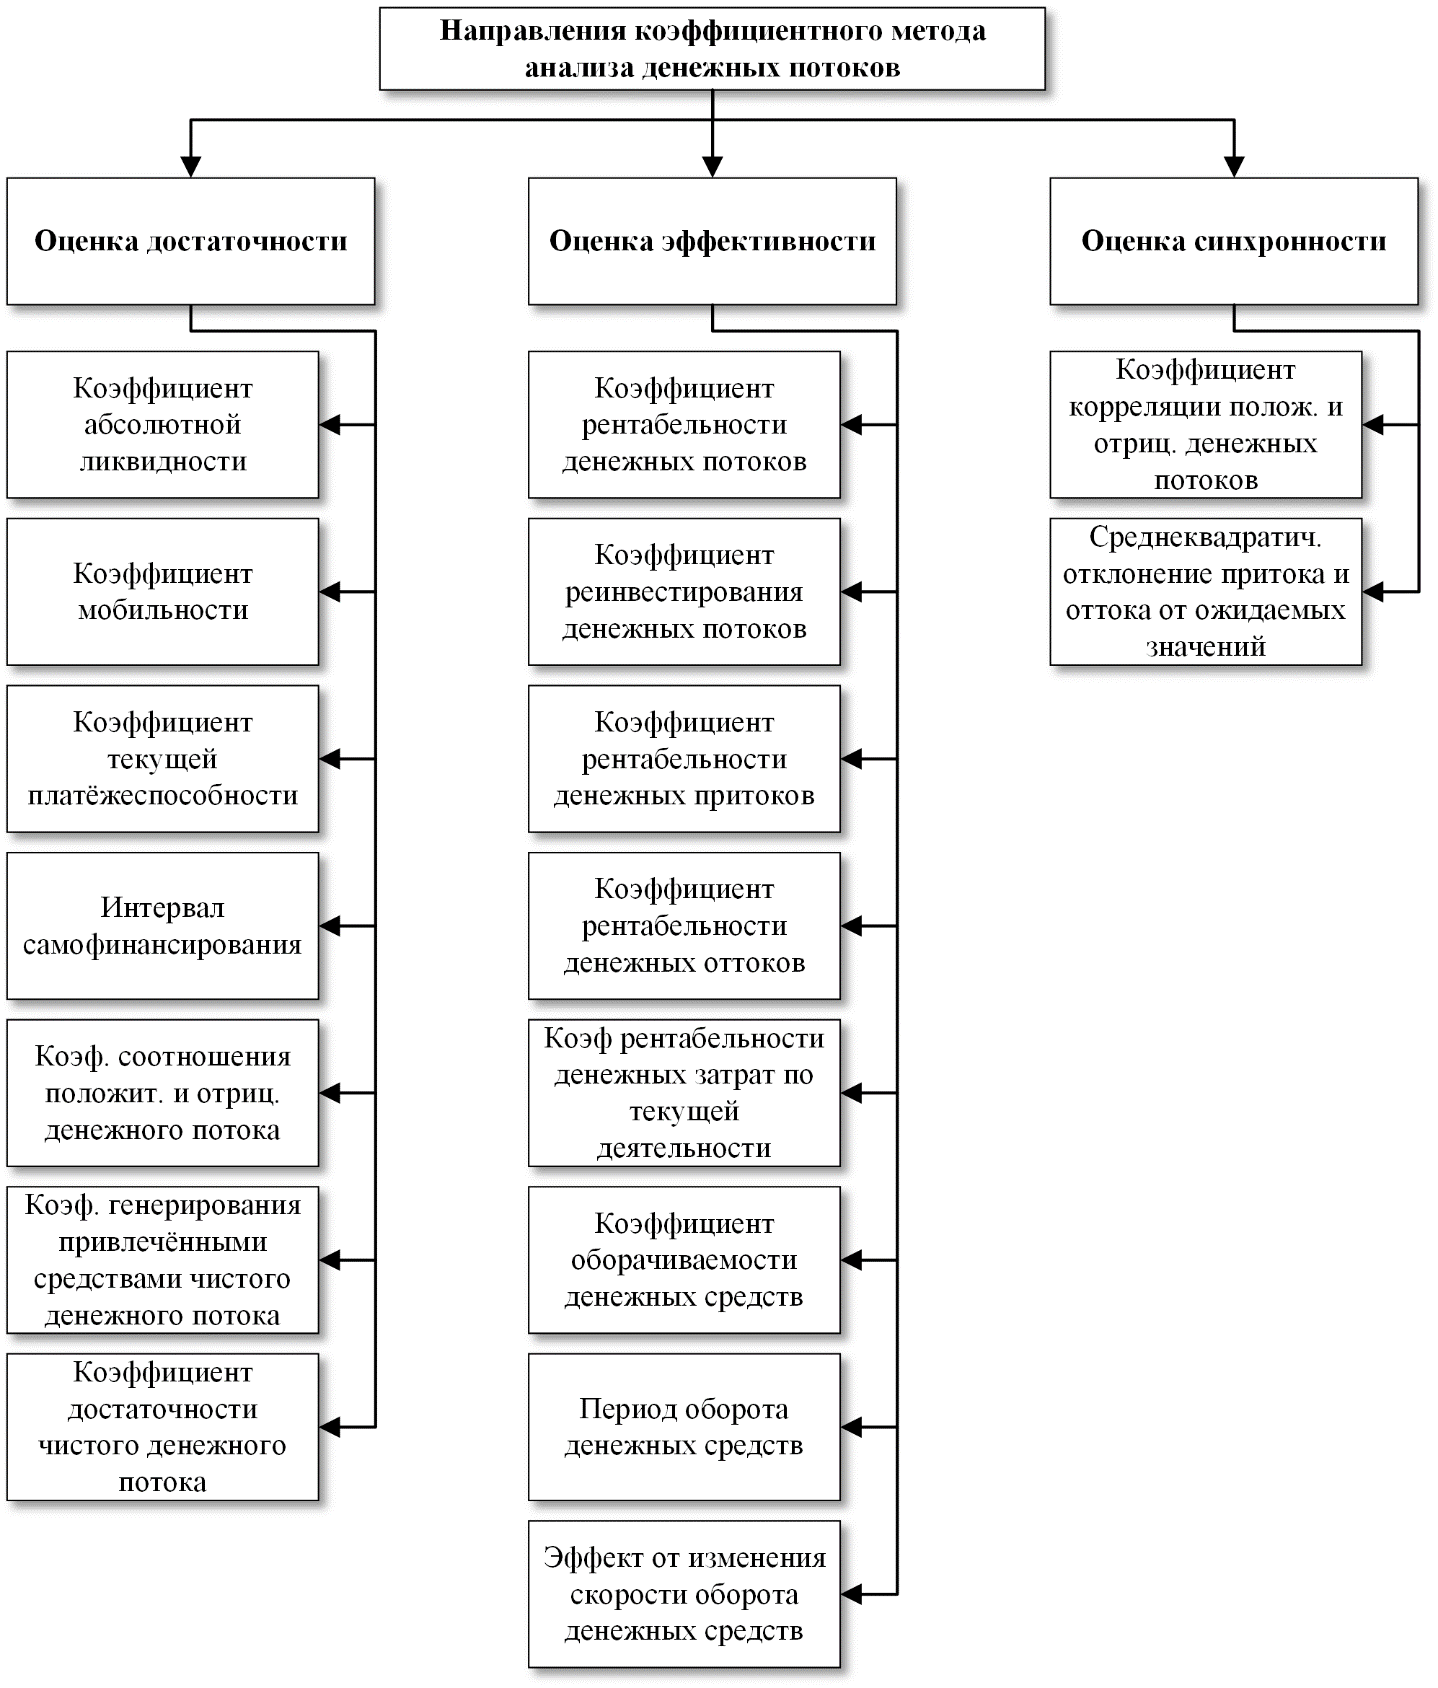 Направления коэффициентного метода
анализа денежных потоков
Оценка достаточности
Оценка эффективности
Оценка синхронности
Коэффициент
абсолютной
ликвидности
Коэффициент
мобильности
Коэффициент
текущей
платёжеспособности
Интервал
самофинансирования
Коэф. соотношения
положит. и отриц.
денежного потока
Коэф. генерирования
привлечёнными
средствами чистого
денежного потока
Коэффициент
достаточности
чистого денежного
потока
Коэффициент
рентабельности
денежных потоков
Коэффициент
реинвестирования
денежных потоков
Коэффициент
рентабельности
денежных притоков
Коэффициент
рентабельности
денежных оттоков
Коэф рентабельности
денежных затрат по
текущей
деятельности
Коэффициент
оборачиваемости
денежных средств
Период оборота
денежных средств
Эффект от изменения
скорости оборота
денежных средств
Коэффициент
корреляции полож. и
отриц. денежных
потоков
Среднеквадратич.
отклонение притока и
оттока от ожидаемых
значений